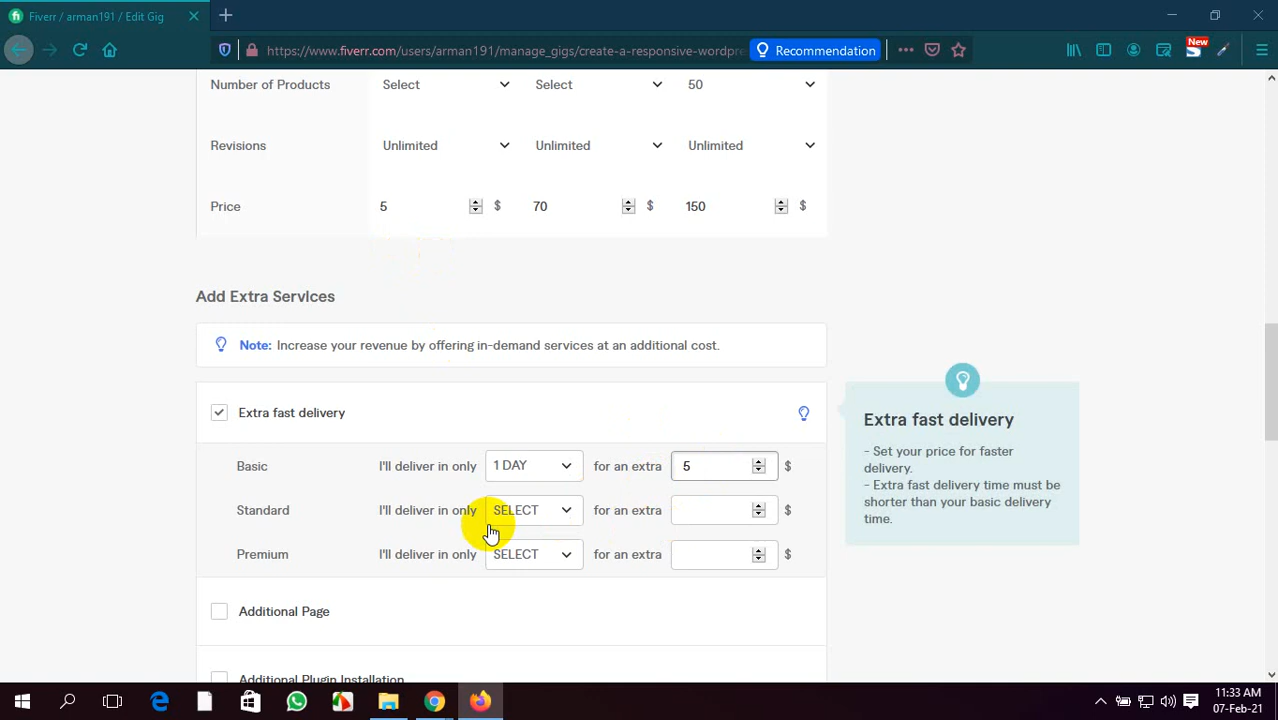 Fiverr / arman191 / Edit Gig
https://www.fiverr.com/users/arman191/manage_gigs/create-a-responsive-wordpre
Recommendation
New
Number of Products Select Select 50
Revisions Unlimited Unlimited Unlimited
Price 5 $ 70 $ 150 $
Add Extra Services
Note: Increase your revenue by offering in-demand services at an additional cost.
Extra fast delivery
Basic I'll deliver in only 1 DAY for an extra 5 $
Standard I'll deliver in only SELECT for an extra $
Premium I'll deliver in only SELECT for an extra $
Additional Page
Additional Plugin Installation
Extra fast delivery
- Set your price for faster
delivery.
- Extra fast delivery time must be
shorter than your basic delivery
time.
11:33 AM
07-Feb-21